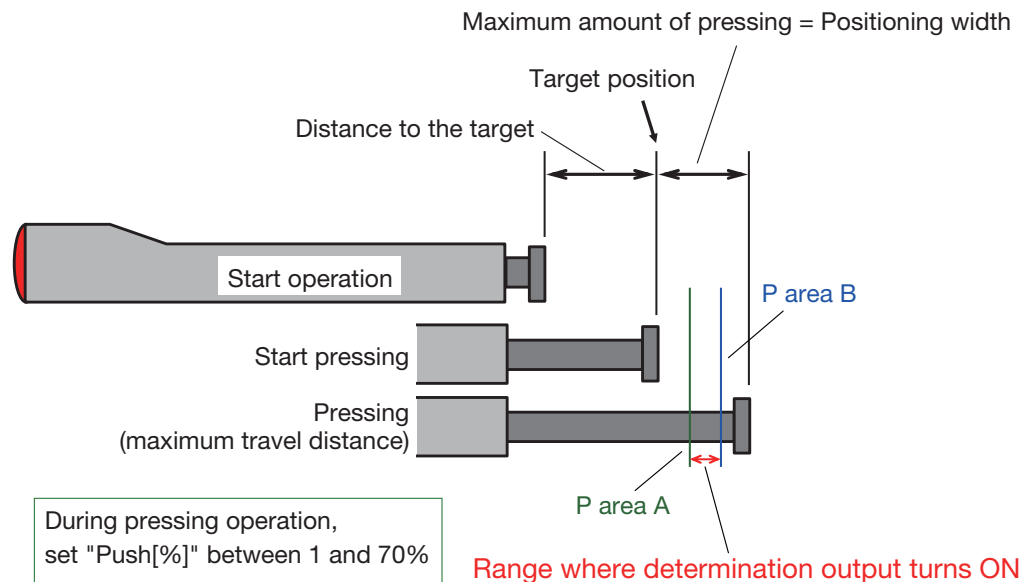 Maximum amount of pressing = Positioning width
Target position
Distance to the target
Start operation
P area B
Start pressing
Pressing
(maximum travel distance)
P area A
During pressing operation,
set "Push[%]" between 1 and 70%
Range where determination output turns ON